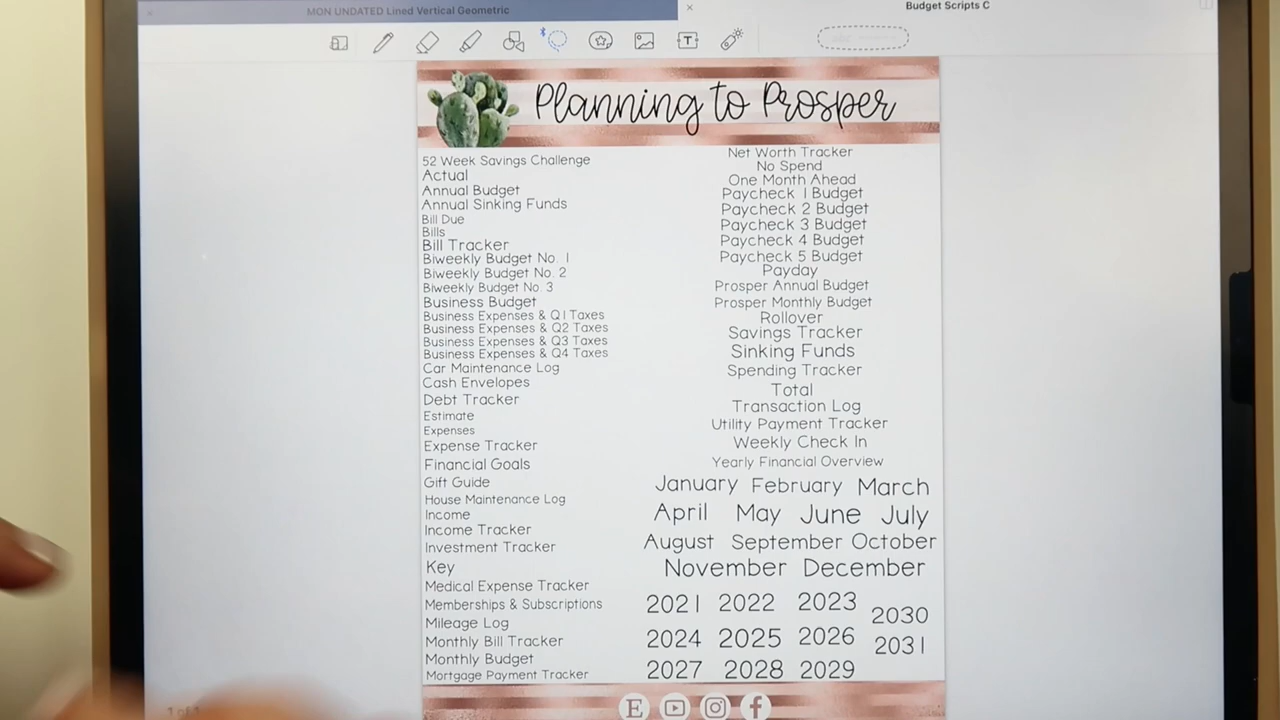 MON UNDATED Lined Vertical Geometric
Budget Scripts C
Planning to Prosper
52 Week Savings Challenge
Actual
Annual Budget
Annual Sinking Funds
Bill Due
Bills
Bill Tracker
Biweekly Budget No. 1
Biweekly Budget No. 2
Biweekly Budget No. 3
Business Budget
Business Expenses & Q1 Taxes
Business Expenses & Q2 Taxes
Business Expenses & Q3 Taxes
Business Expenses & Q4 Taxes
Car Maintenance Log
Cash Envelopes
Debt Tracker
Estimate
Expenses
Expense Tracker
Financial Goals
Gift Guide
House Maintenance Log
Income
Income Tracker
Investment Tracker
Key
Medical Expense Tracker
Memberships & Subscriptions
Mileage Log
Monthly Bill Tracker
Monthly Budget
Mortgage Payment Tracker
Net Worth Tracker
No Spend
One Month Ahead
Paycheck 1 Budget
Paycheck 2 Budget
Paycheck 3 Budget
Paycheck 4 Budget
Paycheck 5 Budget
Payday
Prosper Annual Budget
Prosper Monthly Budget
Rollover
Savings Tracker
Sinking Funds
Spending Tracker
Total
Transaction Log
Utility Payment Tracker
Weekly Check In
Yearly Financial Overview
January February March
April May June July
August September October
November December
2021 2022 2023
2030
2024 2025 2026
2031
2027 2028 2029